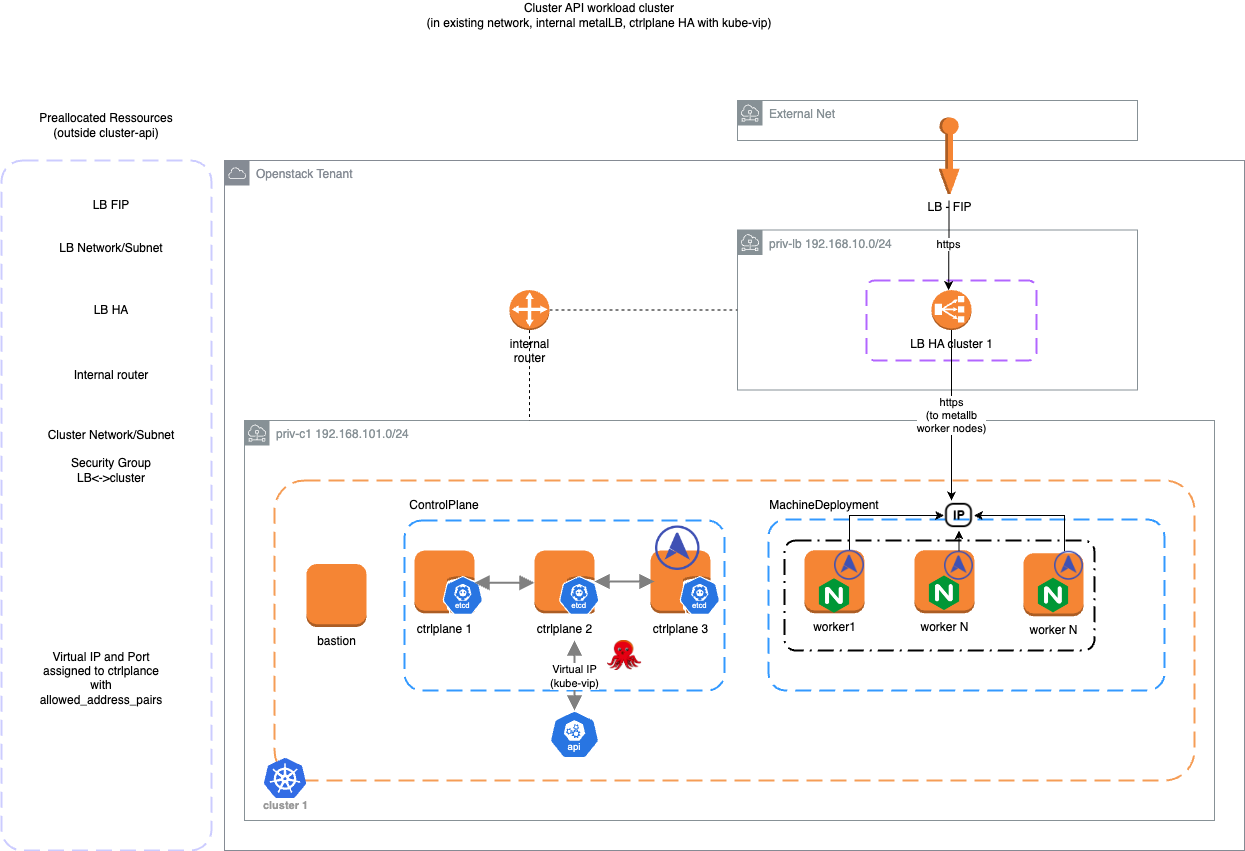 Cluster API workload cluster
(in existing network, internal metalLB, ctrlplane HA with kube-vip)
Preallocated Ressources
(outside cluster-api)
LB FIP
LB Network/Subnet
LB HA
Internal router
Cluster Network/Subnet
Security Group
LB<->cluster
Virtual IP and Port
assigned to ctrlplance
with
allowed_address_pairs
External Net
Openstack Tenant
LB - FIP
priv-lb 192.168.10.0/24
https
LB HA cluster 1
internal
router
https
(to metallb
worker nodes)
priv-c1 192.168.101.0/24
ControlPlane
MachineDeployment
IP
bastion
etcd
etcd
etcd
ctrlplane 1
ctrlplane 2
ctrlplane 3
N
N
N
worker1
worker N
worker N
Virtual IP
(kube-vip)
api
cluster 1